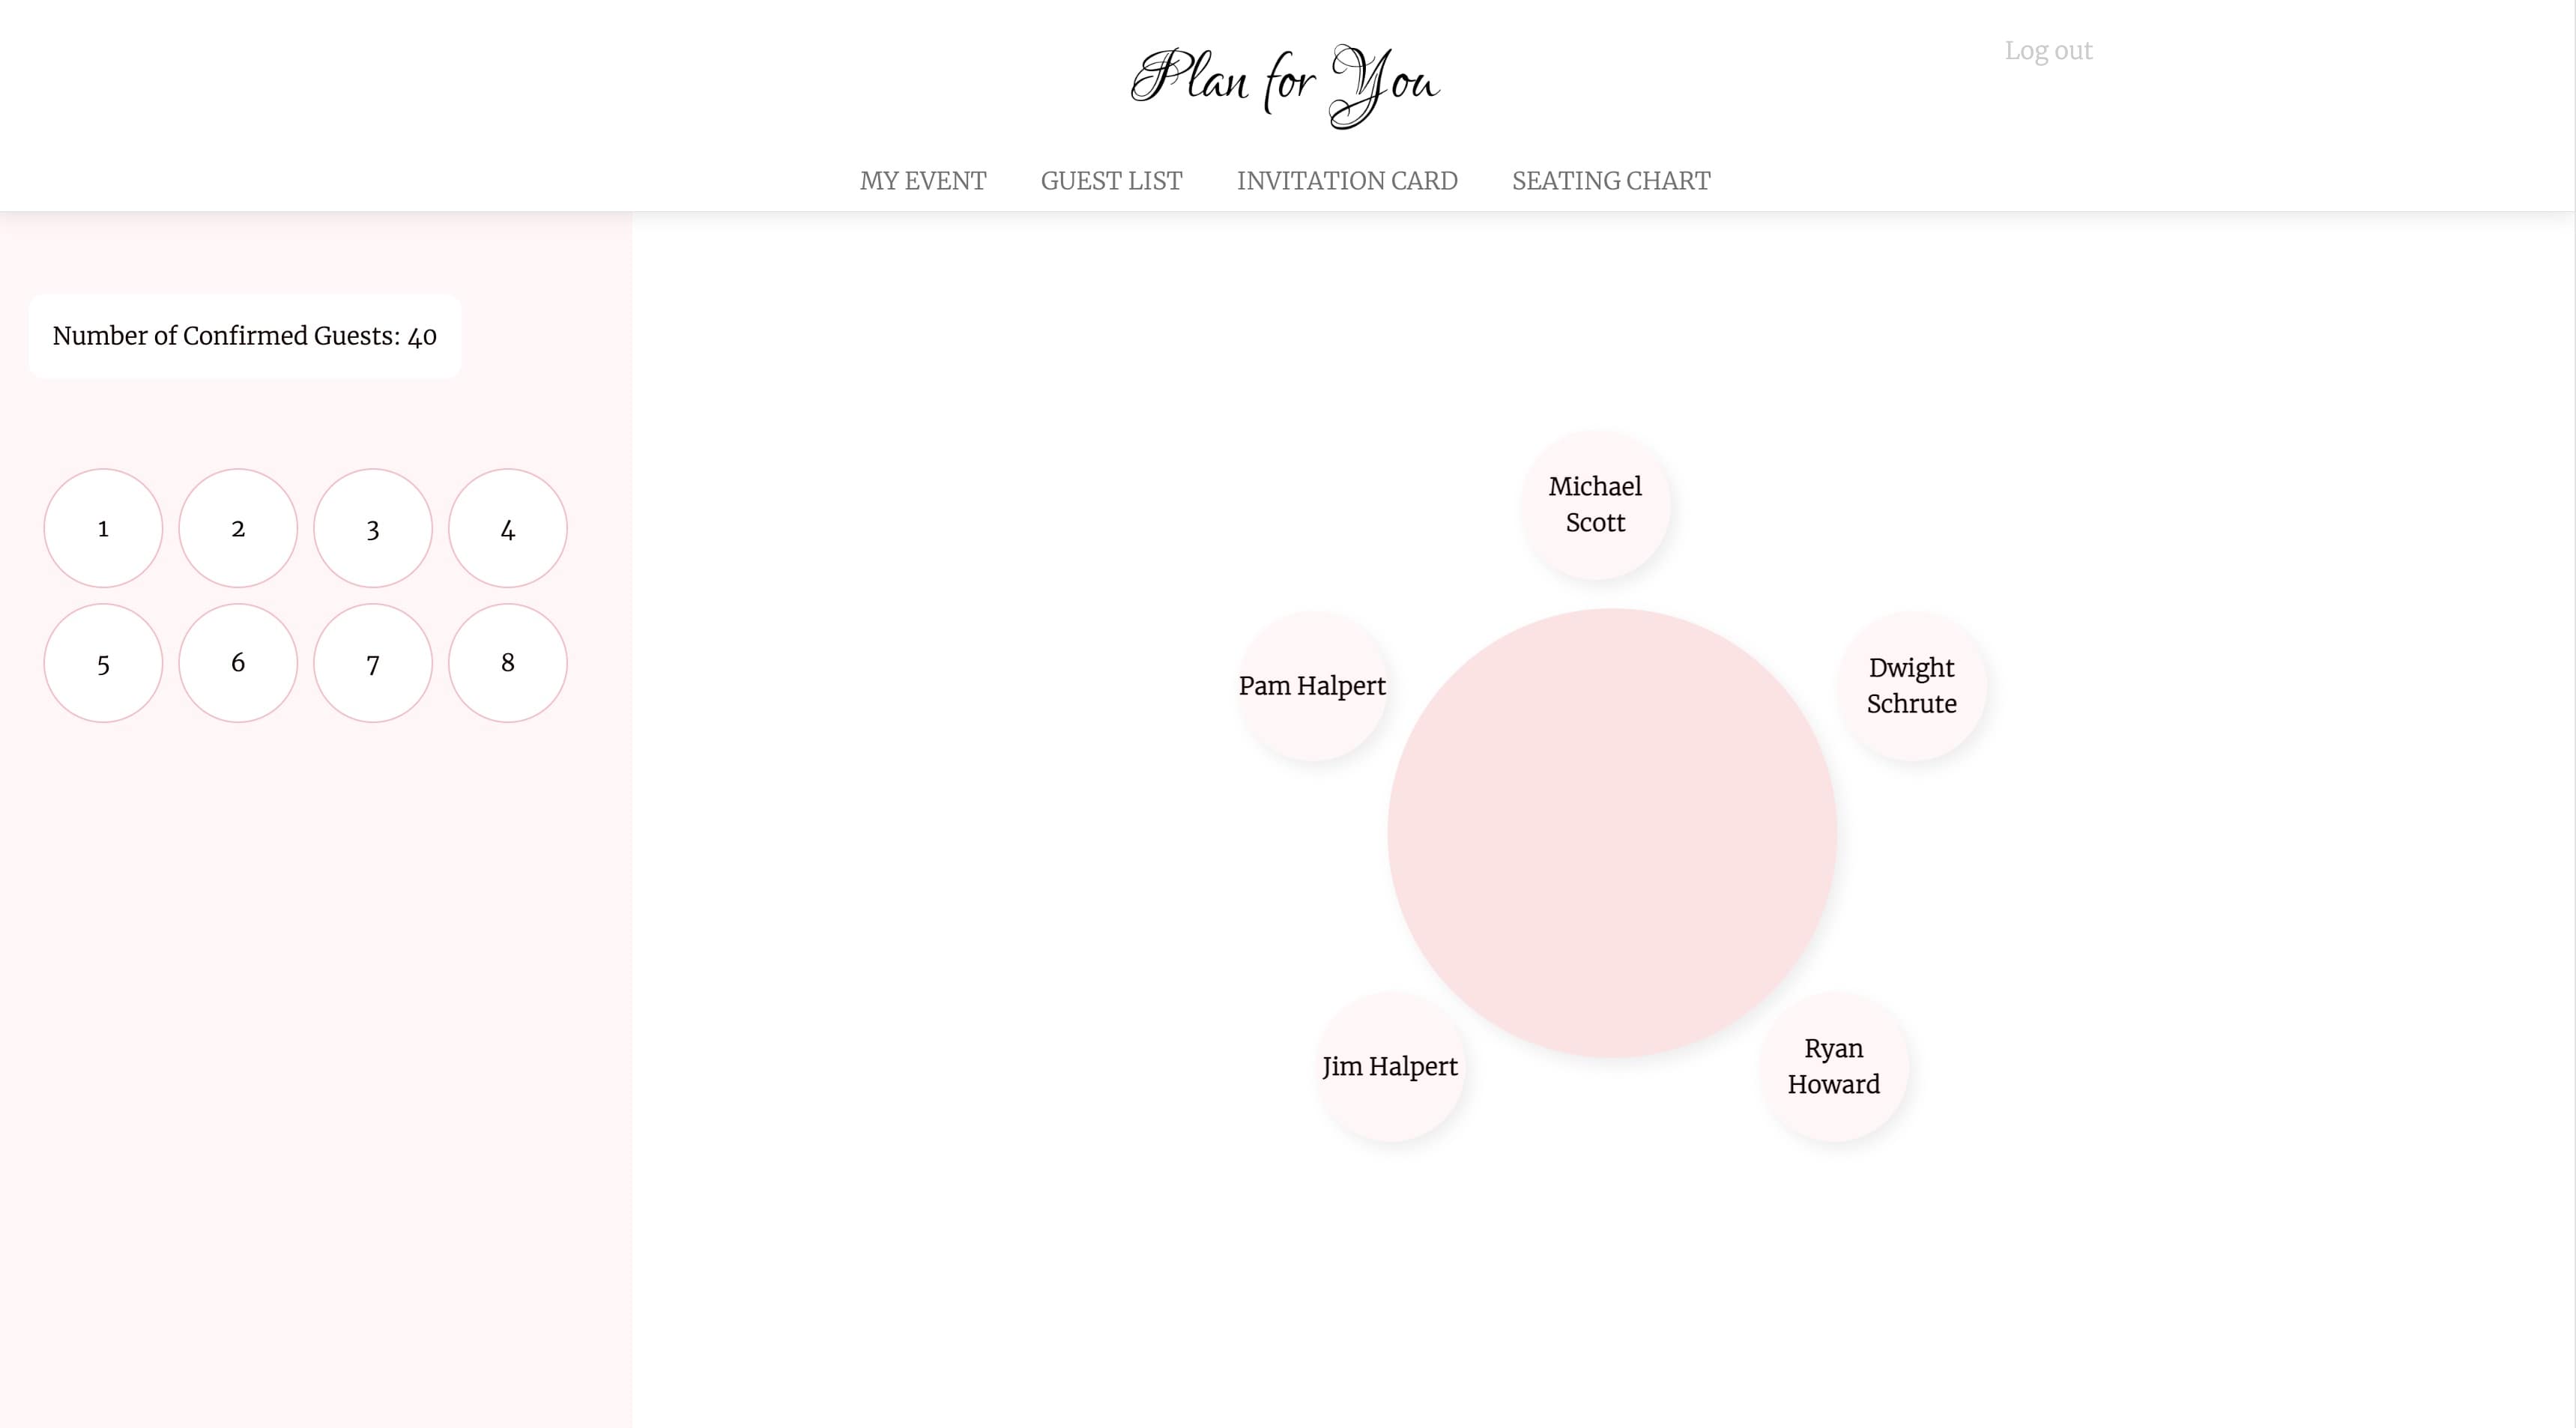 Plan for You
Log out
MY EVENT GUEST LIST INVITATION CARD SEATING CHART
Number of Confirmed Guests: 40
1 2 3 4
5 6 7 8
Michael
Scott
Pam Halpert
Dwight
Schrute
Jim Halpert
Ryan
Howard